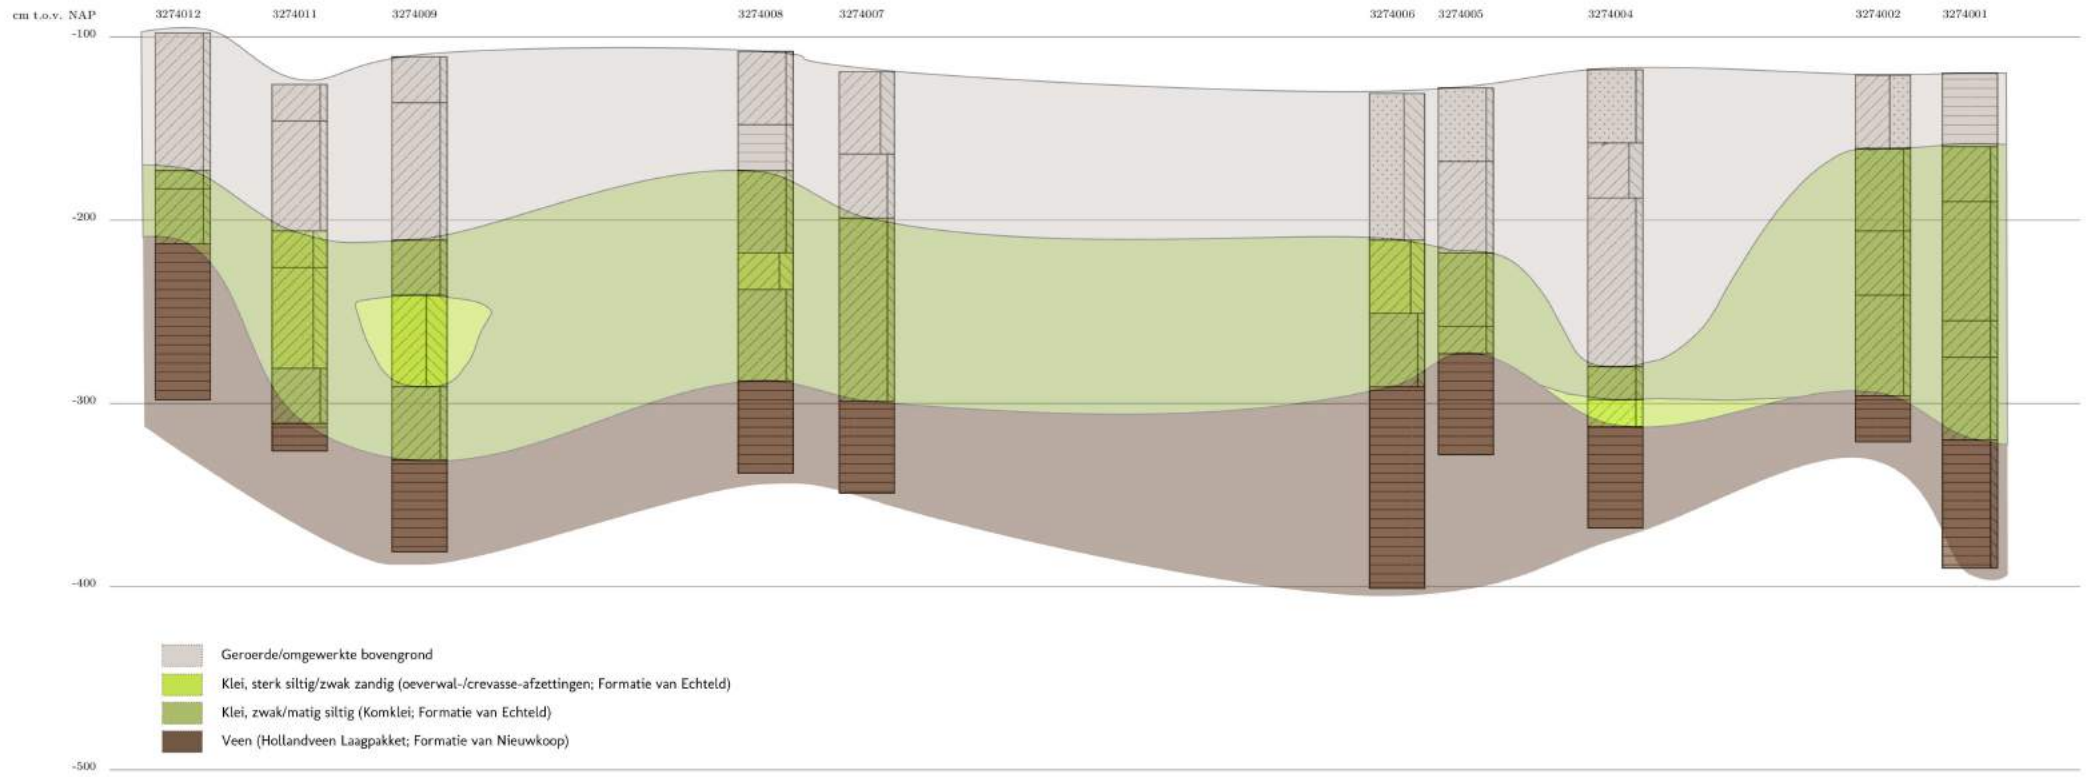 cm t.o.v. NAP 3274012 3274011 3274009 3274008 3274007 3274006 3274005 3274004 3274002 3274001
-100
-200
-300
-400
Geroerde/omgewerkte bovengrond
Klei, sterk siltig/zwak zandig (oeverwal-/crevasse-afzettingen; Formatie van Echteld)
Klei, zwak/matig siltig (Komklei; Formatie van Echteld)
Veen (Hollandveen Laagpakket; Formatie van Nieuwkoop)
-500